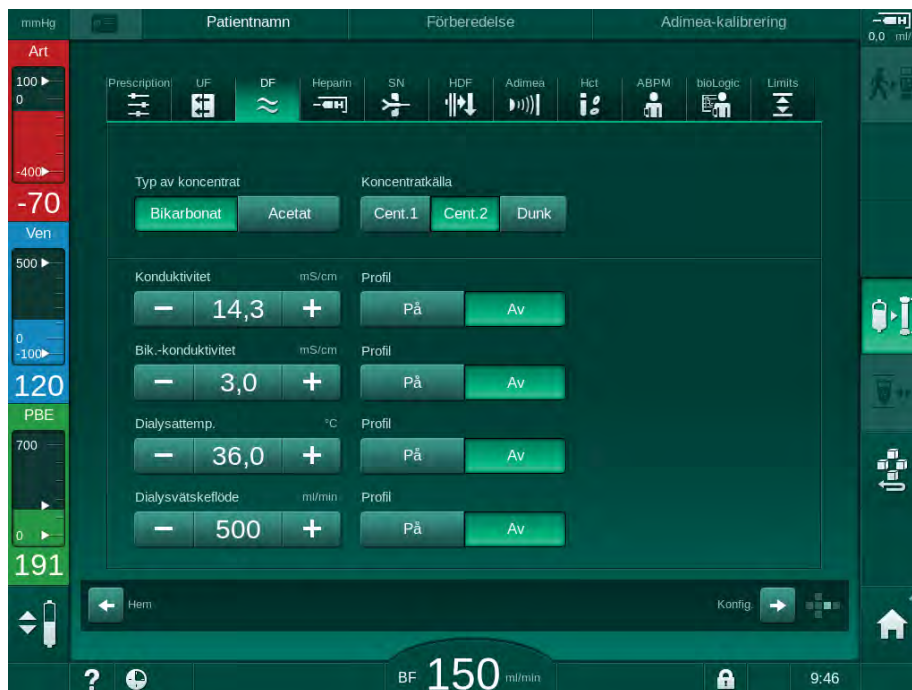 mmHg Patientnamn Förberedelse Adimea-kalibrering
0,0 ml/
Art
100
0
-400
-70
Ven
500
0
-100
120
PBE
700
0
191
Prescription UF DF Heparin SN HDF Adimea Hct ABPM bioLogic Limits
Typ av koncentrat Koncentratkälla
Bikarbonat Acetat Cent.1 Cent.2 Dunk
Konduktivitet mS/cm Profil
− 14,3 + På Av
Bik.-konduktivitet mS/cm Profil
− 3,0 + På Av
Dialysattemp. °C Profil
− 36,0 + På Av
Dialysvätskeflöde ml/min Profil
− 500 + På Av
Hem Konfig.
? BF 150 ml/min 9:46